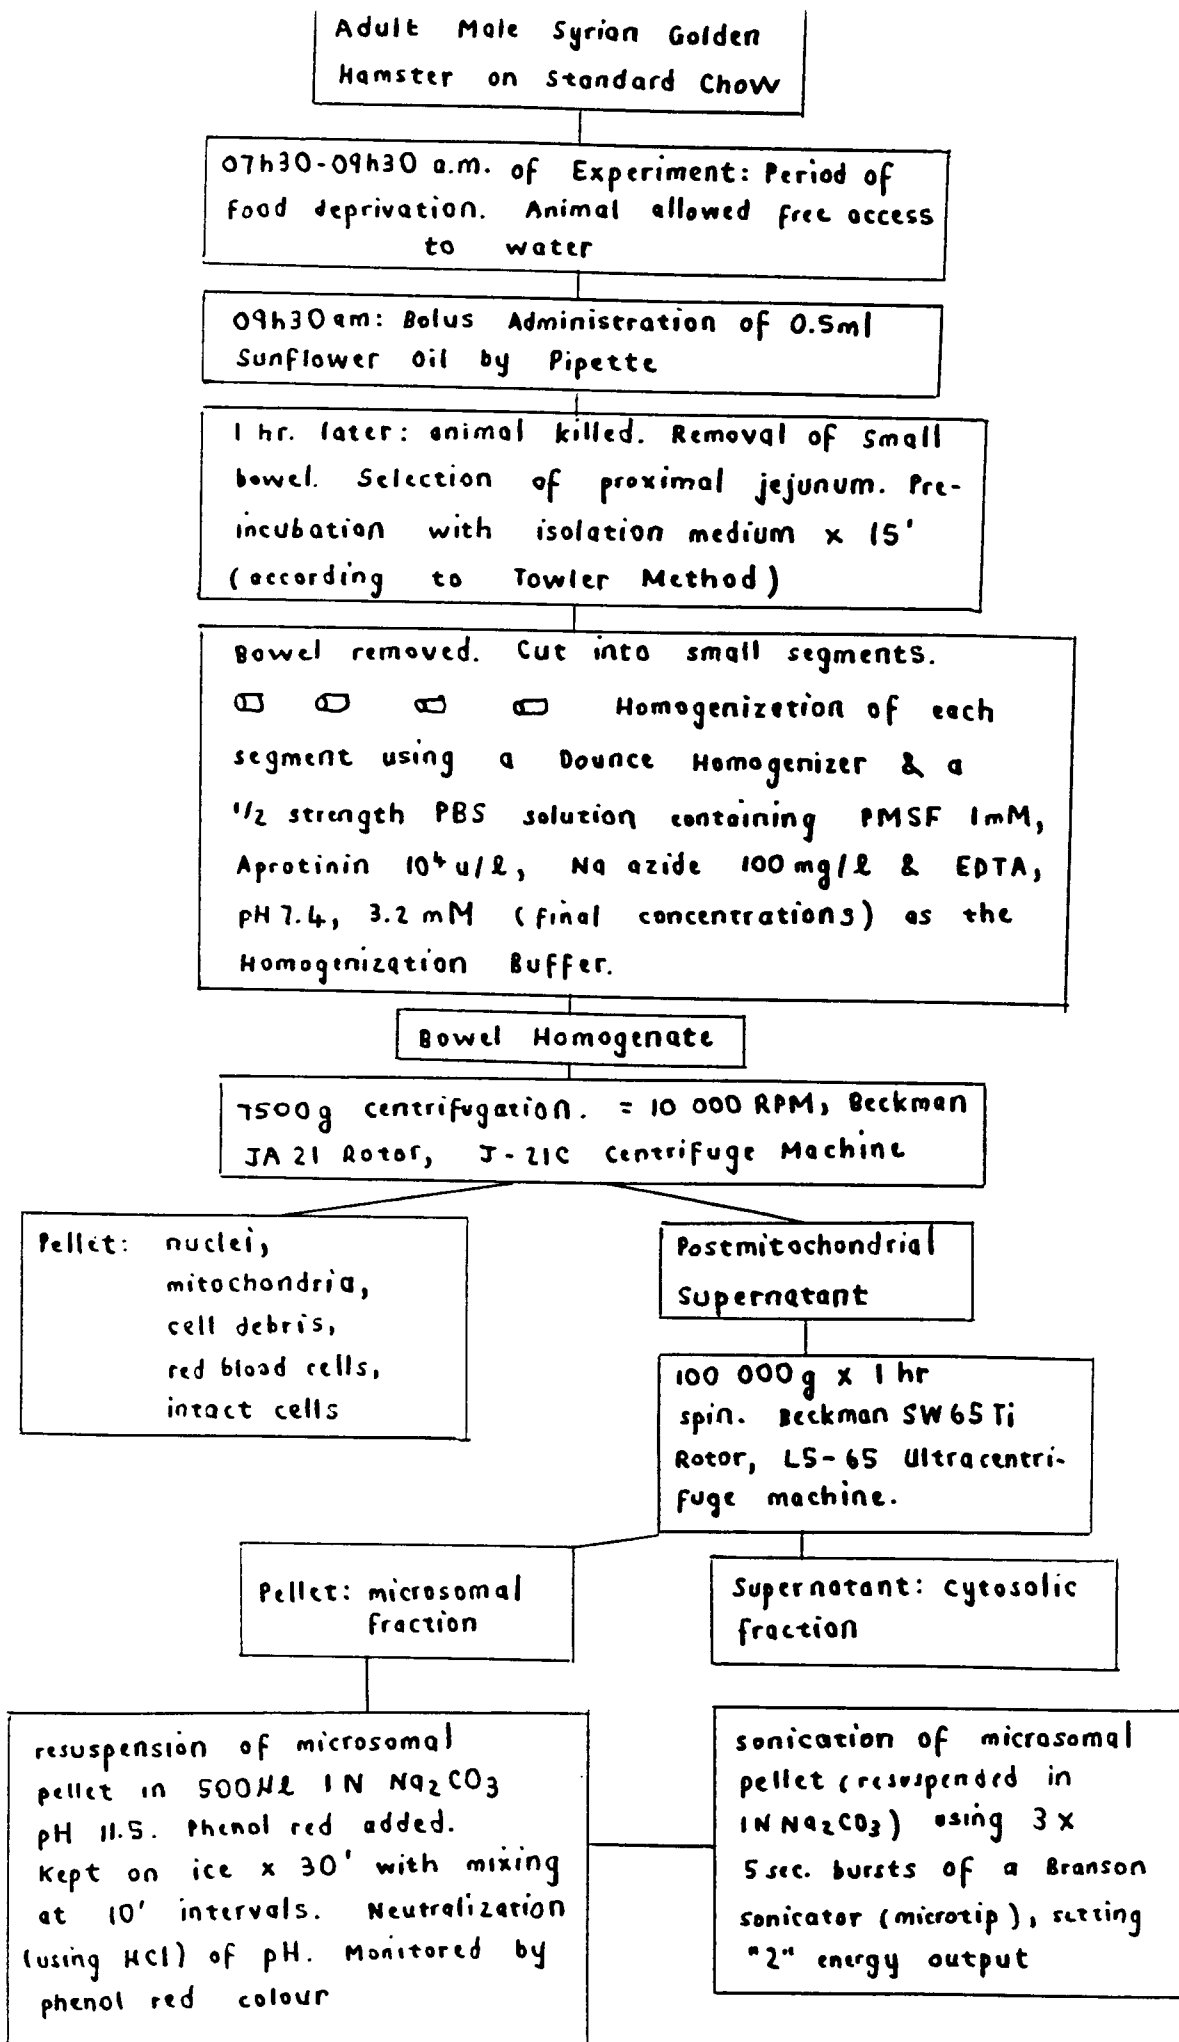 Adult Male Syrian Golden
Hamster on Standard Chow
07h30-09h30 a.m. of Experiment: Period of
food deprivation. Animal allowed free access
to water
09h30am: Bolus Administration of 0.5ml
Sunflower Oil by Pipette
1 hr. later: animal killed. Removal of small
bowel. Selection of proximal jejunum. Pre-
incubation with isolation medium x 15'
(according to Towler Method)
Bowel removed. Cut into small segments.
Homogenizetion of each
segment using a Dounce Homogenizer & a
1/2 strength PBS solution containing PMSF 1mM,
Aprotinin 10⁴ u/l, Na azide 100 mg/l & EDTA,
pH 7.4, 3.2 mM (final concentrations) as the
Homogenization Buffer.
Bowel Homogenate
7500g centrifugation. = 10 000 RPM, Beckman
JA 21 Rotor, J-21C Centrifuge Machine
Pellet: nuclei,
mitochondria,
cell debris,
red blood cells,
intact cells
Postmitochondrial
Supernatant
100 000g x 1 hr
spin. Beckman SW65Ti
Rotor, L5-65 Ultracentri-
fuge machine.
Pellet: microsomal
fraction
Supernatant: cytosolic
fraction
resuspension of microsomal
pellet in 500µl 1N Na₂CO₃
pH 11.5. Phenol red added.
Kept on ice x 30' with mixing
at 10' intervals. Neutralization
(using HCl) of pH. Monitored by
phenol red colour
sonication of microsomal
pellet (resuspended in
1N Na₂CO₃) using 3 x
5 sec. bursts of a Branson
sonicator (microtip), setting
"2" energy output